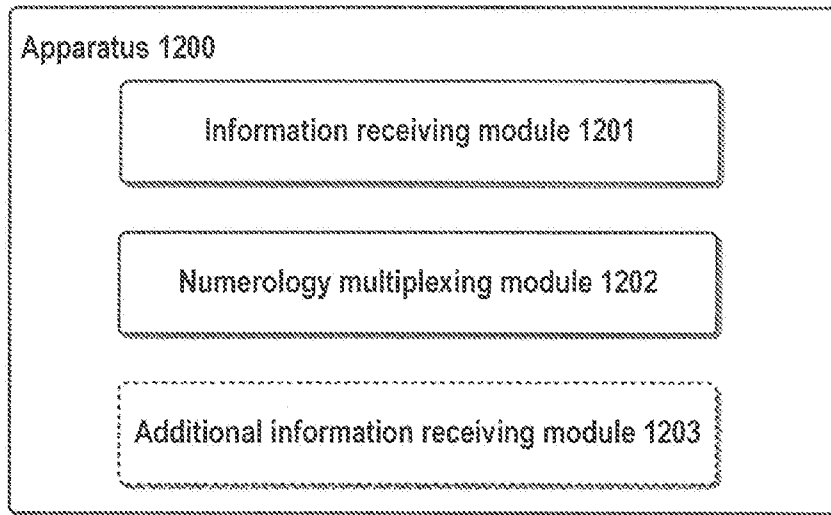 Apparatus 1200
Information receiving module 1201
Numerology multiplexing module 1202
Additional information receiving module 1203